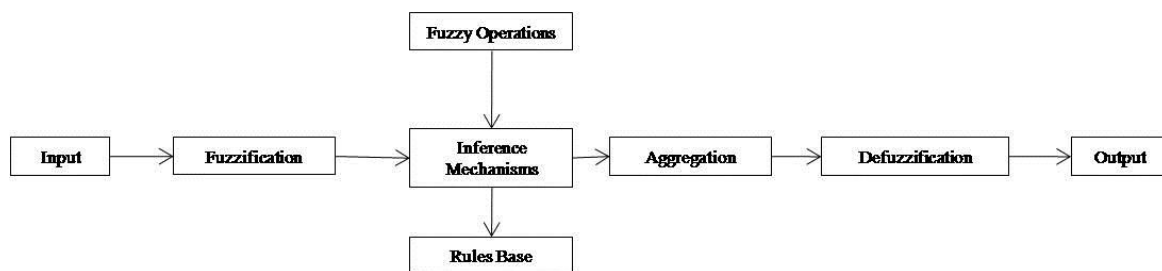 Fuzzy Operations
Input
Fuzzification
Inference
Mechanisms
Aggregation
Defuzzification
Output
Rules Base